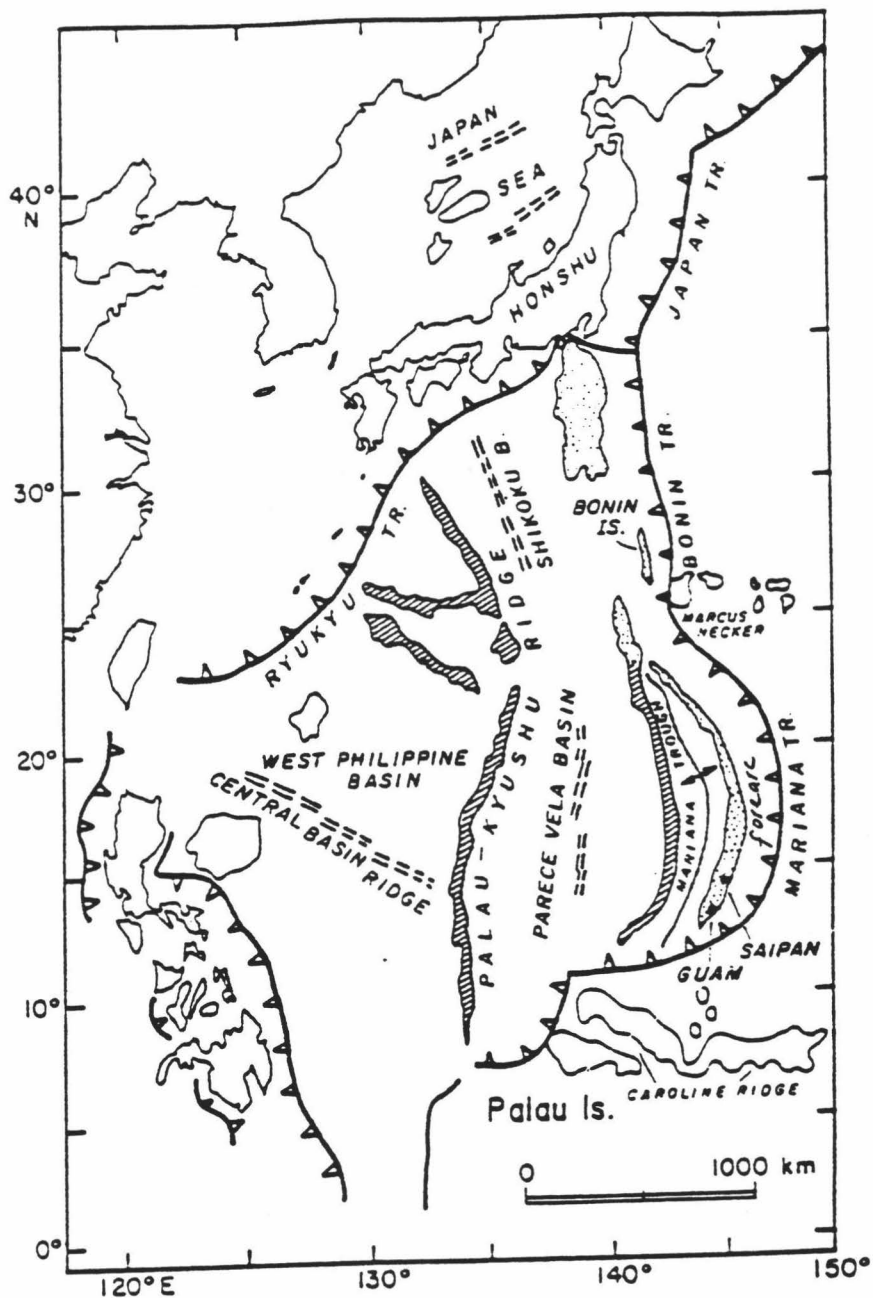 JAPAN
SEA
40°
N
HONSHU
JAPAN TR.
30°
RYUKYU TR.
SHIKOKU B.
BONIN
IS.
BONIN TR.
MARCUS
NECKER
20°
WEST PHILIPPINE
BASIN
CENTRAL BASIN
RIDGE
PALAU-KYUSHU RIDGE
PARECE VELA BASIN
MARIANA TROUGH
forearc
MARIANA TR.
SAIPAN
GUAM
10°
CAROLINE RIDGE
Palau Is.
0 1000 km
0°
120°E 130° 140° 150°